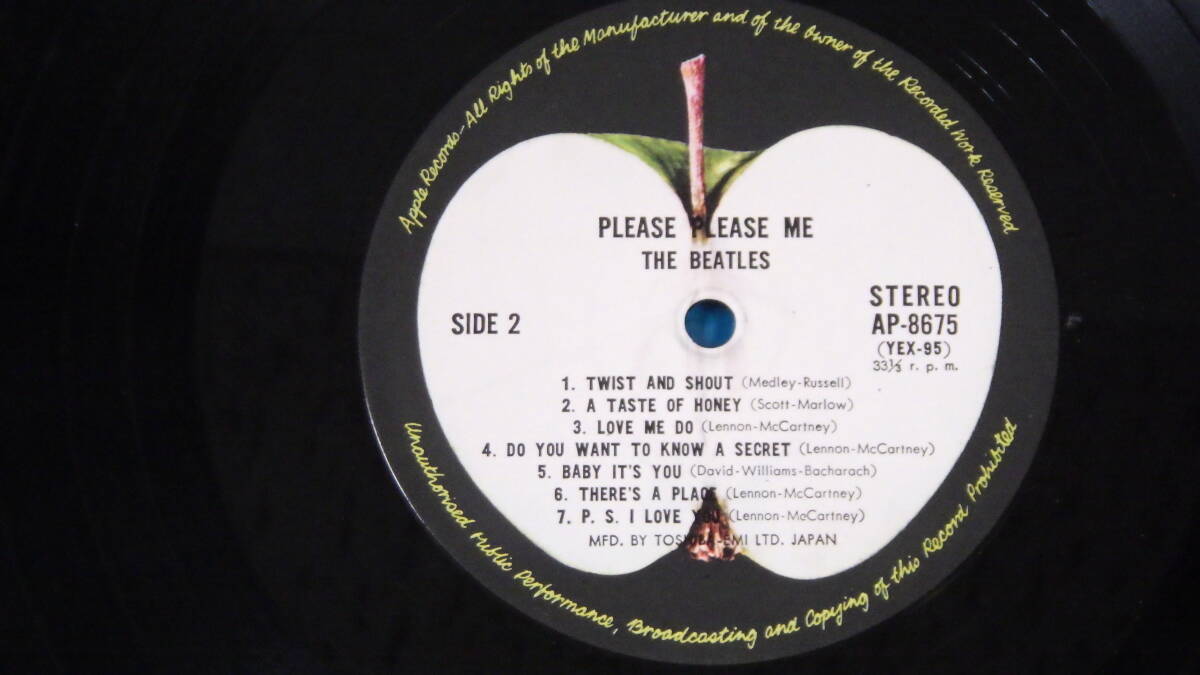 Apple Records-All Rights of the Manufacturer and of the Owner of the Recorded Work Reserved
PLEASE PLEASE ME
THE BEATLES
SIDE 2
STEREO
AP-8675
(YEX-95)
33⅓ r. p. m.
1. TWIST AND SHOUT (Medley-Russell)
2. A TASTE OF HONEY (Scott-Marlow)
3. LOVE ME DO (Lennon-McCartney)
4. DO YOU WANT TO KNOW A SECRET (Lennon-McCartney)
5. BABY IT'S YOU (David-Williams-Bacharach)
6. THERE'S A PLACE (Lennon-McCartney)
7. P. S. I LOVE YOU (Lennon-McCartney)
MFD. BY TOSHIBA-EMI LTD. JAPAN
Unauthorised Public Performance, Broadcasting and Copying of this Record Prohibited